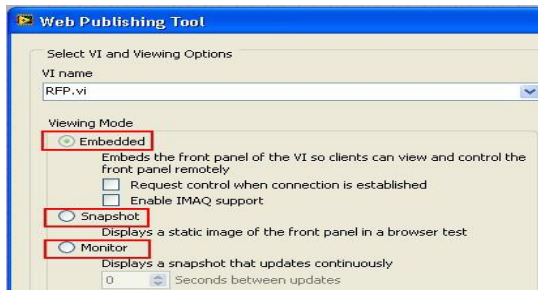 Web Publishing Tool
Select VI and Viewing Options
VI name
RFP.vi
Viewing Mode
Embedded
Embeds the front panel of the VI so clients can view and control the
front panel remotely
Request control when connection is established
Enable IMAQ support
Snapshot
Displays a static image of the front panel in a browser test
Monitor
Displays a snapshot that updates continuously
0 Seconds between updates